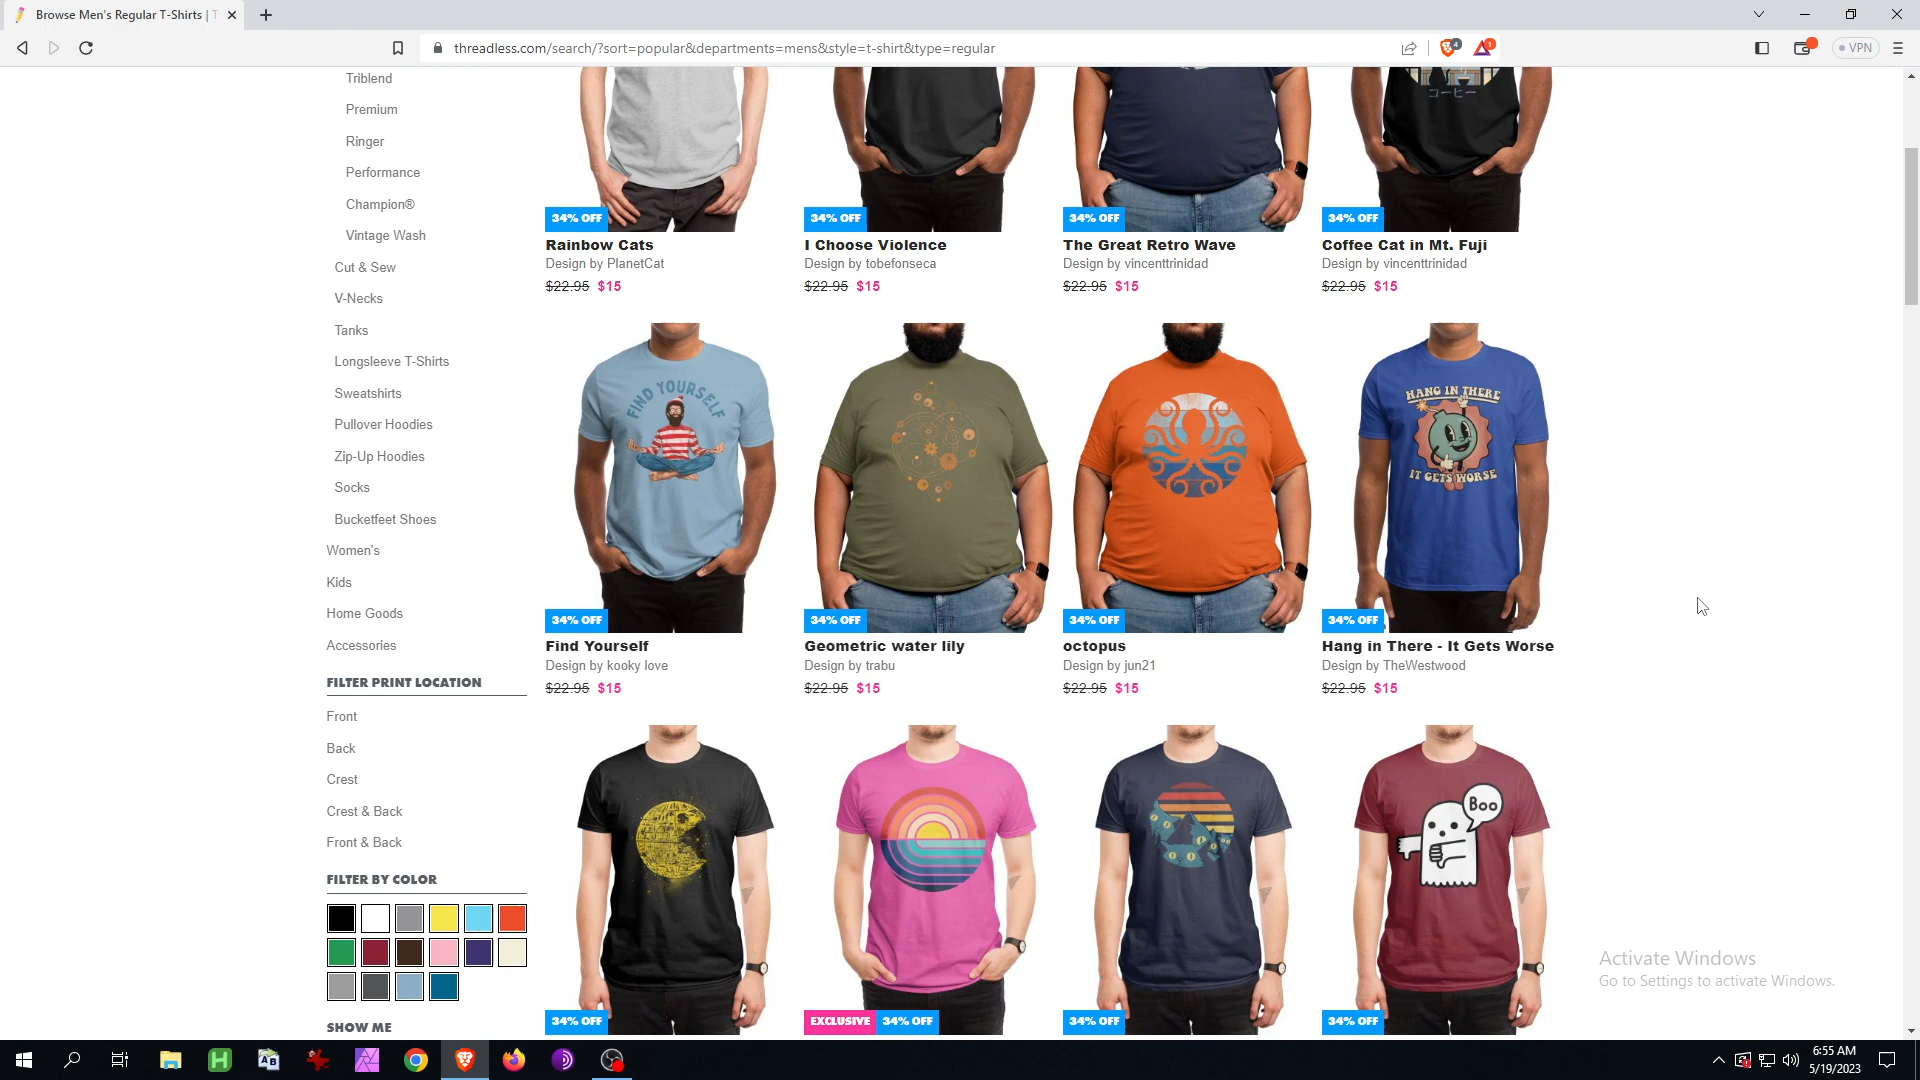 Browse Men's Regular T-Shirts | T
threadless.com/search/?sort=popular&departments=mens&style=t-shirt&type=regular
4
1
VPN
Triblend
Premium
Ringer
Performance
Champion®
Vintage Wash
Cut & Sew
V-Necks
Tanks
Longsleeve T-Shirts
Sweatshirts
Pullover Hoodies
Zip-Up Hoodies
Socks
Bucketfeet Shoes
Women's
Kids
Home Goods
Accessories
FILTER PRINT LOCATION
Front
Back
Crest
Crest & Back
Front & Back
FILTER BY COLOR
SHOW ME
コーヒー
34% OFF
34% OFF
34% OFF
34% OFF
Rainbow Cats
I Choose Violence
The Great Retro Wave
Coffee Cat in Mt. Fuji
Design by PlanetCat
Design by tobefonseca
Design by vincenttrinidad
Design by vincenttrinidad
$22.95 $15
$22.95 $15
$22.95 $15
$22.95 $15
FIND YOURSELF
HANG IN THERE
IT GETS WORSE
34% OFF
34% OFF
34% OFF
34% OFF
Find Yourself
Geometric water lily
octopus
Hang in There - It Gets Worse
Design by kooky love
Design by trabu
Design by jun21
Design by TheWestwood
$22.95 $15
$22.95 $15
$22.95 $15
$22.95 $15
Boo
34% OFF
EXCLUSIVE 34% OFF
34% OFF
34% OFF
Activate Windows
Go to Settings to activate Windows.
H
AB
6:55 AM
5/19/2023